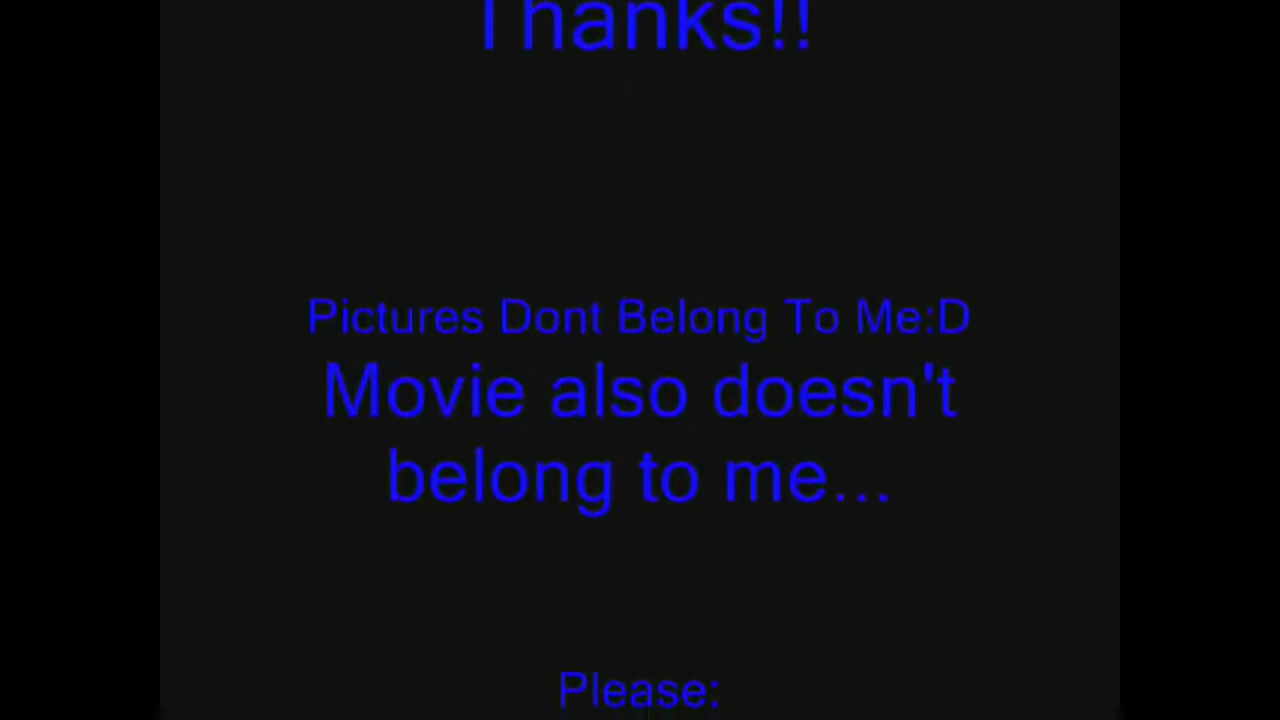 Thanks!!
Pictures Dont Belong To Me:D
Movie also doesn't
belong to me...
Please: